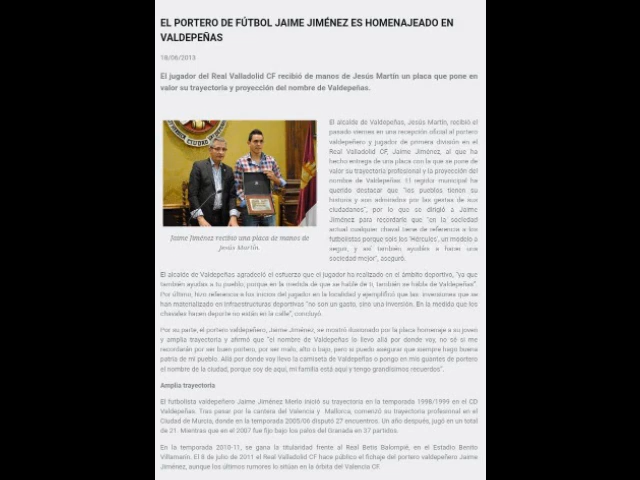 EL PORTERO DE FÚTBOL JAIME JIMÉNEZ ES HOMENAJEADO EN
VALDEPEÑAS
18/06/2013
El jugador del Real Valladolid CF recibió de manos de Jesús Martín un placa que pone en
valor su trayectoria y proyección del nombre de Valdepeñas.
El alcalde de Valdepeñas, Jesús Martín, recibió el
pasado viernes en una recepción oficial al portero
valdepeñero y jugador de primera división en el
Real Valladolid CF, Jaime Jiménez, al que ha
hecho entrega de una placa con la que se pone de
valor su trayectoria profesional y la proyección del
nombre de Valdepeñas. El regidor municipal ha
querido destacar que "los pueblos tienen su
historia y son admirados por las gestas de sus
ciudadanos", por lo que se dirigió a Jaime
Jiménez para recordarle que "en la sociedad
actual cualquier chaval tiene de referencia a los
futbolistas porque sois los 'Hércules', un modelo a
seguir, y así también ayudáis a hacer una
sociedad mejor", aseguró.
Jaime Jiménez recibió una placa de manos de
Jesús Martín.
El alcalde de Valdepeñas agradeció el esfuerzo que el jugador ha realizado en el ámbito deportivo, "ya que
también ayudas a tu pueblo, porque en la medida de que se hable de ti, también se habla de Valdepeñas".
Por último, hizo referencia a los inicios del jugador en la localidad y ejemplificó que las inversiones que se
han materializado en infraestructuras deportivas "no son un gasto, sino una inversión. En la medida que los
chavales hacen deporte no están en la calle", concluyó.
Por su parte, el portero valdepeñero, Jaime Jiménez, se mostró ilusionado por la placa homenaje a su joven
y amplia trayectoria y afirmó que "el nombre de Valdepeñas lo llevo allá por donde voy, no sé si me
recordarán por ser buen portero, por ser malo, alto o bajo, pero si puedo asegurar que siempre hago buena
patria de mi pueblo. Allá por donde voy llevo la camiseta de Valdepeñas o pongo en mis guantes de portero
el nombre de la ciudad, porque soy de aquí, mi familia está aquí y tengo grandísimos recuerdos".
Amplia trayectoria
El futbolista valdepeñero Jaime Jiménez Merlo inició su trayectoria en la temporada 1998/1999 en el CD
Valdepeñas. Tras pasar por la cantera del Valencia y Mallorca, comenzó su trayectoria profesional en el
Ciudad de Murcia, donde en la temporada 2005/06 disputó 27 encuentros. Un año después, jugó en un total
de 21. Mientras que en el 2007 fue fijo bajo los palos del Granada en 37 partidos.
En la temporada 2010-11, se gana la titularidad frente al Real Betis Balompié, en el Estadio Benito
Villamarín. El 8 de julio de 2011 el Real Valladolid CF hace público el fichaje del portero valdepeñero Jaime
Jiménez, aunque los últimos rumores lo sitúan en la órbita del Valencia CF.